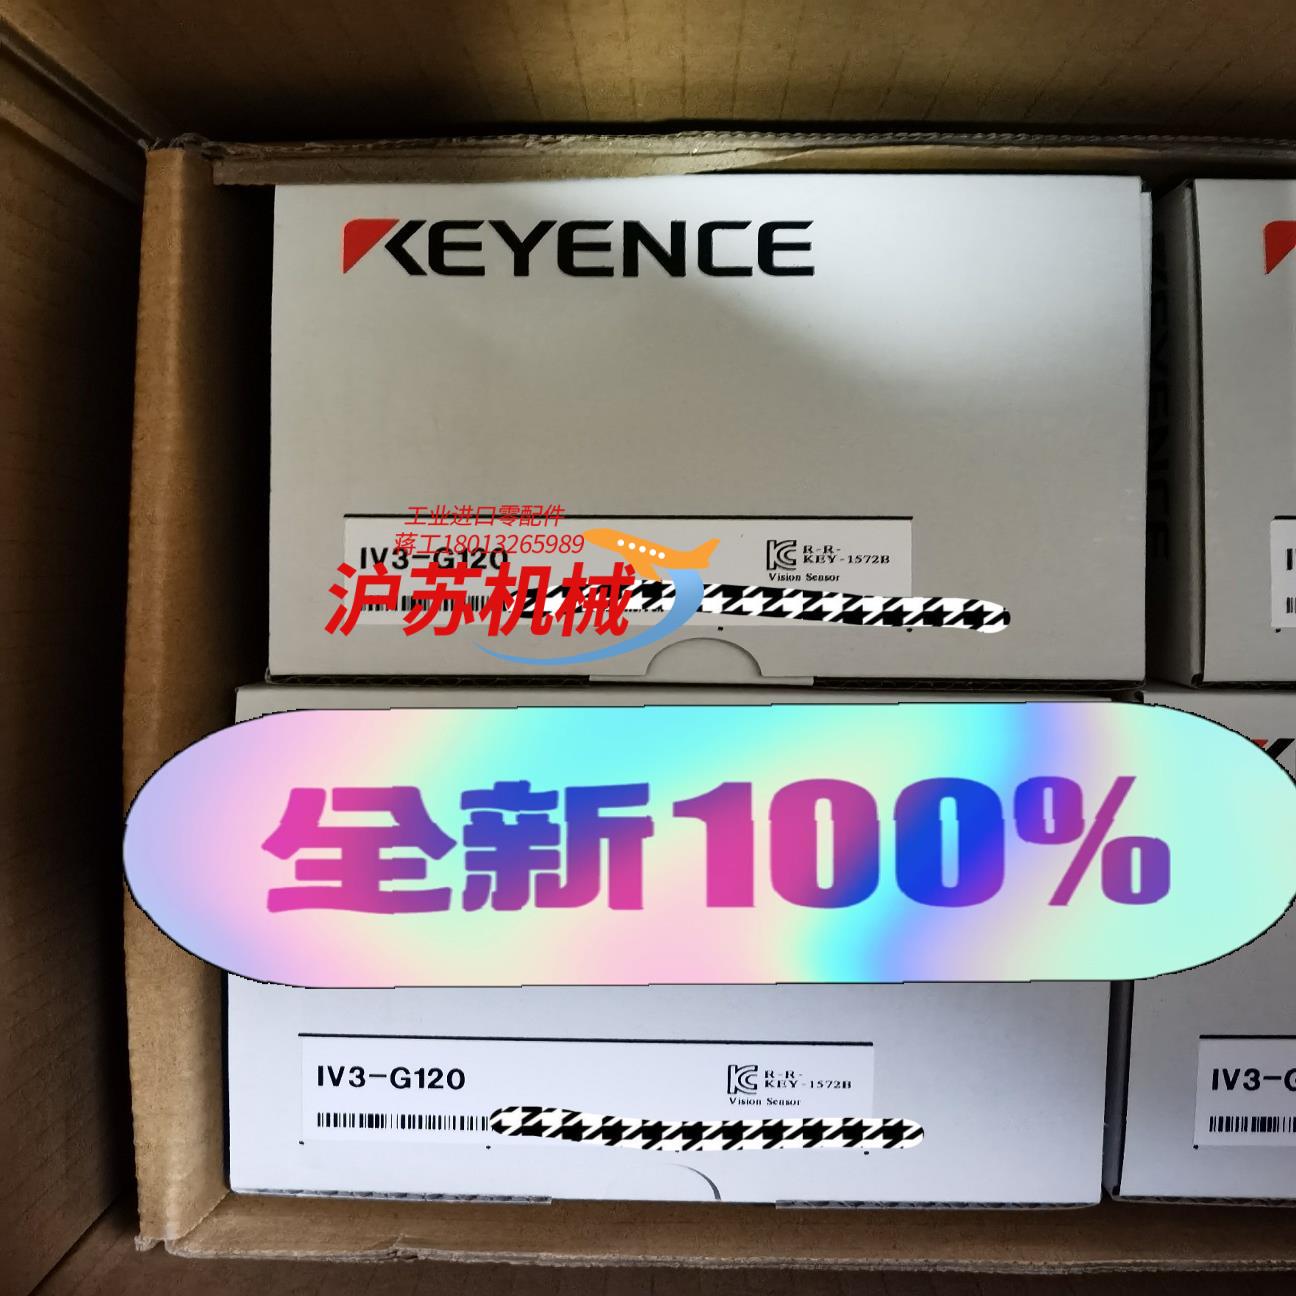 KEYENCE
工业进口零配件
蒋工18013265989
IV3-G120
R-R-
KEY-1572B
Vision Sensor
沪苏机械
全新100%
IV3-G120
R-R-
KEY-1572B
Vision Sensor
IV3-G